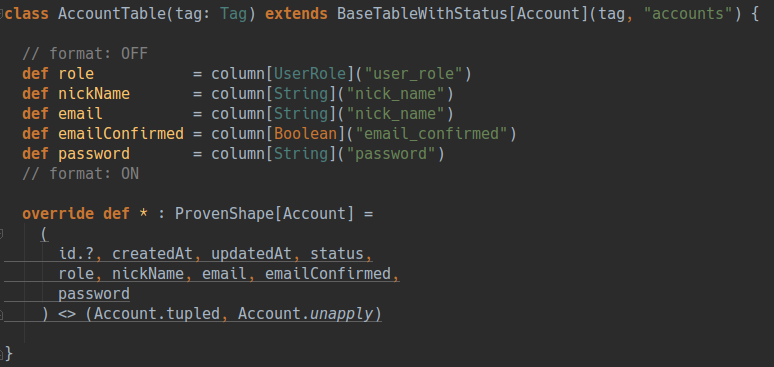 class AccountTable(tag: Tag) extends BaseTableWithStatus[Account](tag, "accounts") {
// format: OFF
def role = column[UserRole]("user_role")
def nickName = column[String]("nick_name")
def email = column[String]("nick_name")
def emailConfirmed = column[Boolean]("email_confirmed")
def password = column[String]("password")
// format: ON
override def * : ProvenShape[Account] =
(
id.?, createdAt, updatedAt, status,
role, nickName, email, emailConfirmed,
password
) <> (Account.tupled, Account.unapply)
}